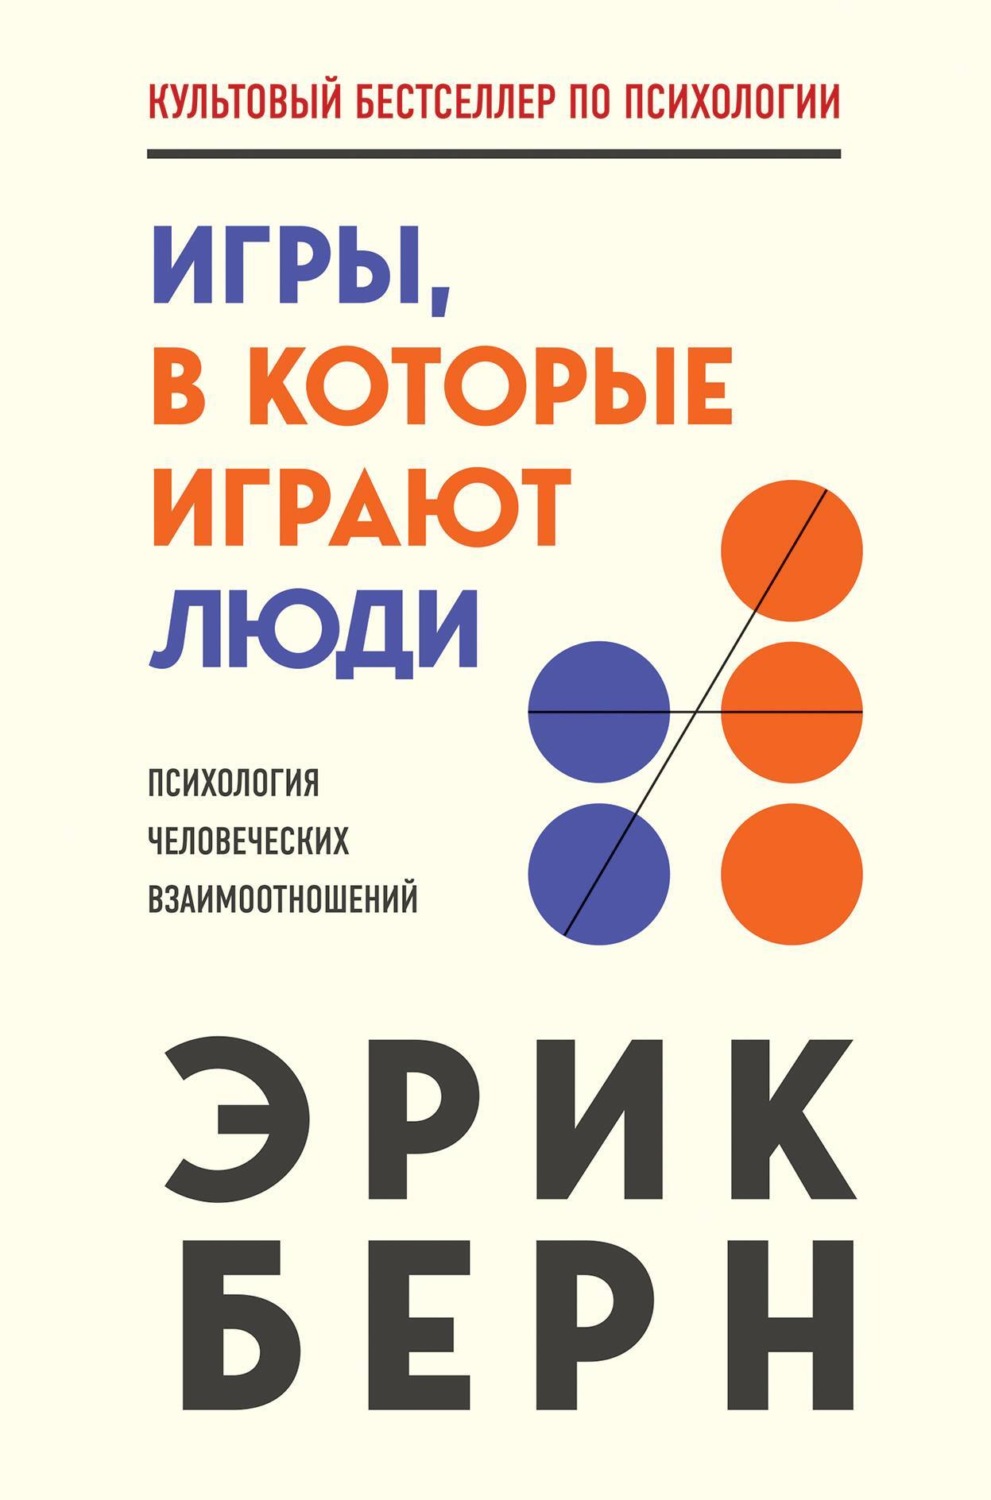 КУЛЬТОВЫЙ БЕСТСЕЛЛЕР ПО ПСИХОЛОГИИ
ИГРЫ,
В КОТОРЫЕ
ИГРАЮТ
ЛЮДИ
ПСИХОЛОГИЯ
ЧЕЛОВЕЧЕСКИХ
ВЗАИМООТНОШЕНИЙ
ЭРИК
БЕРН